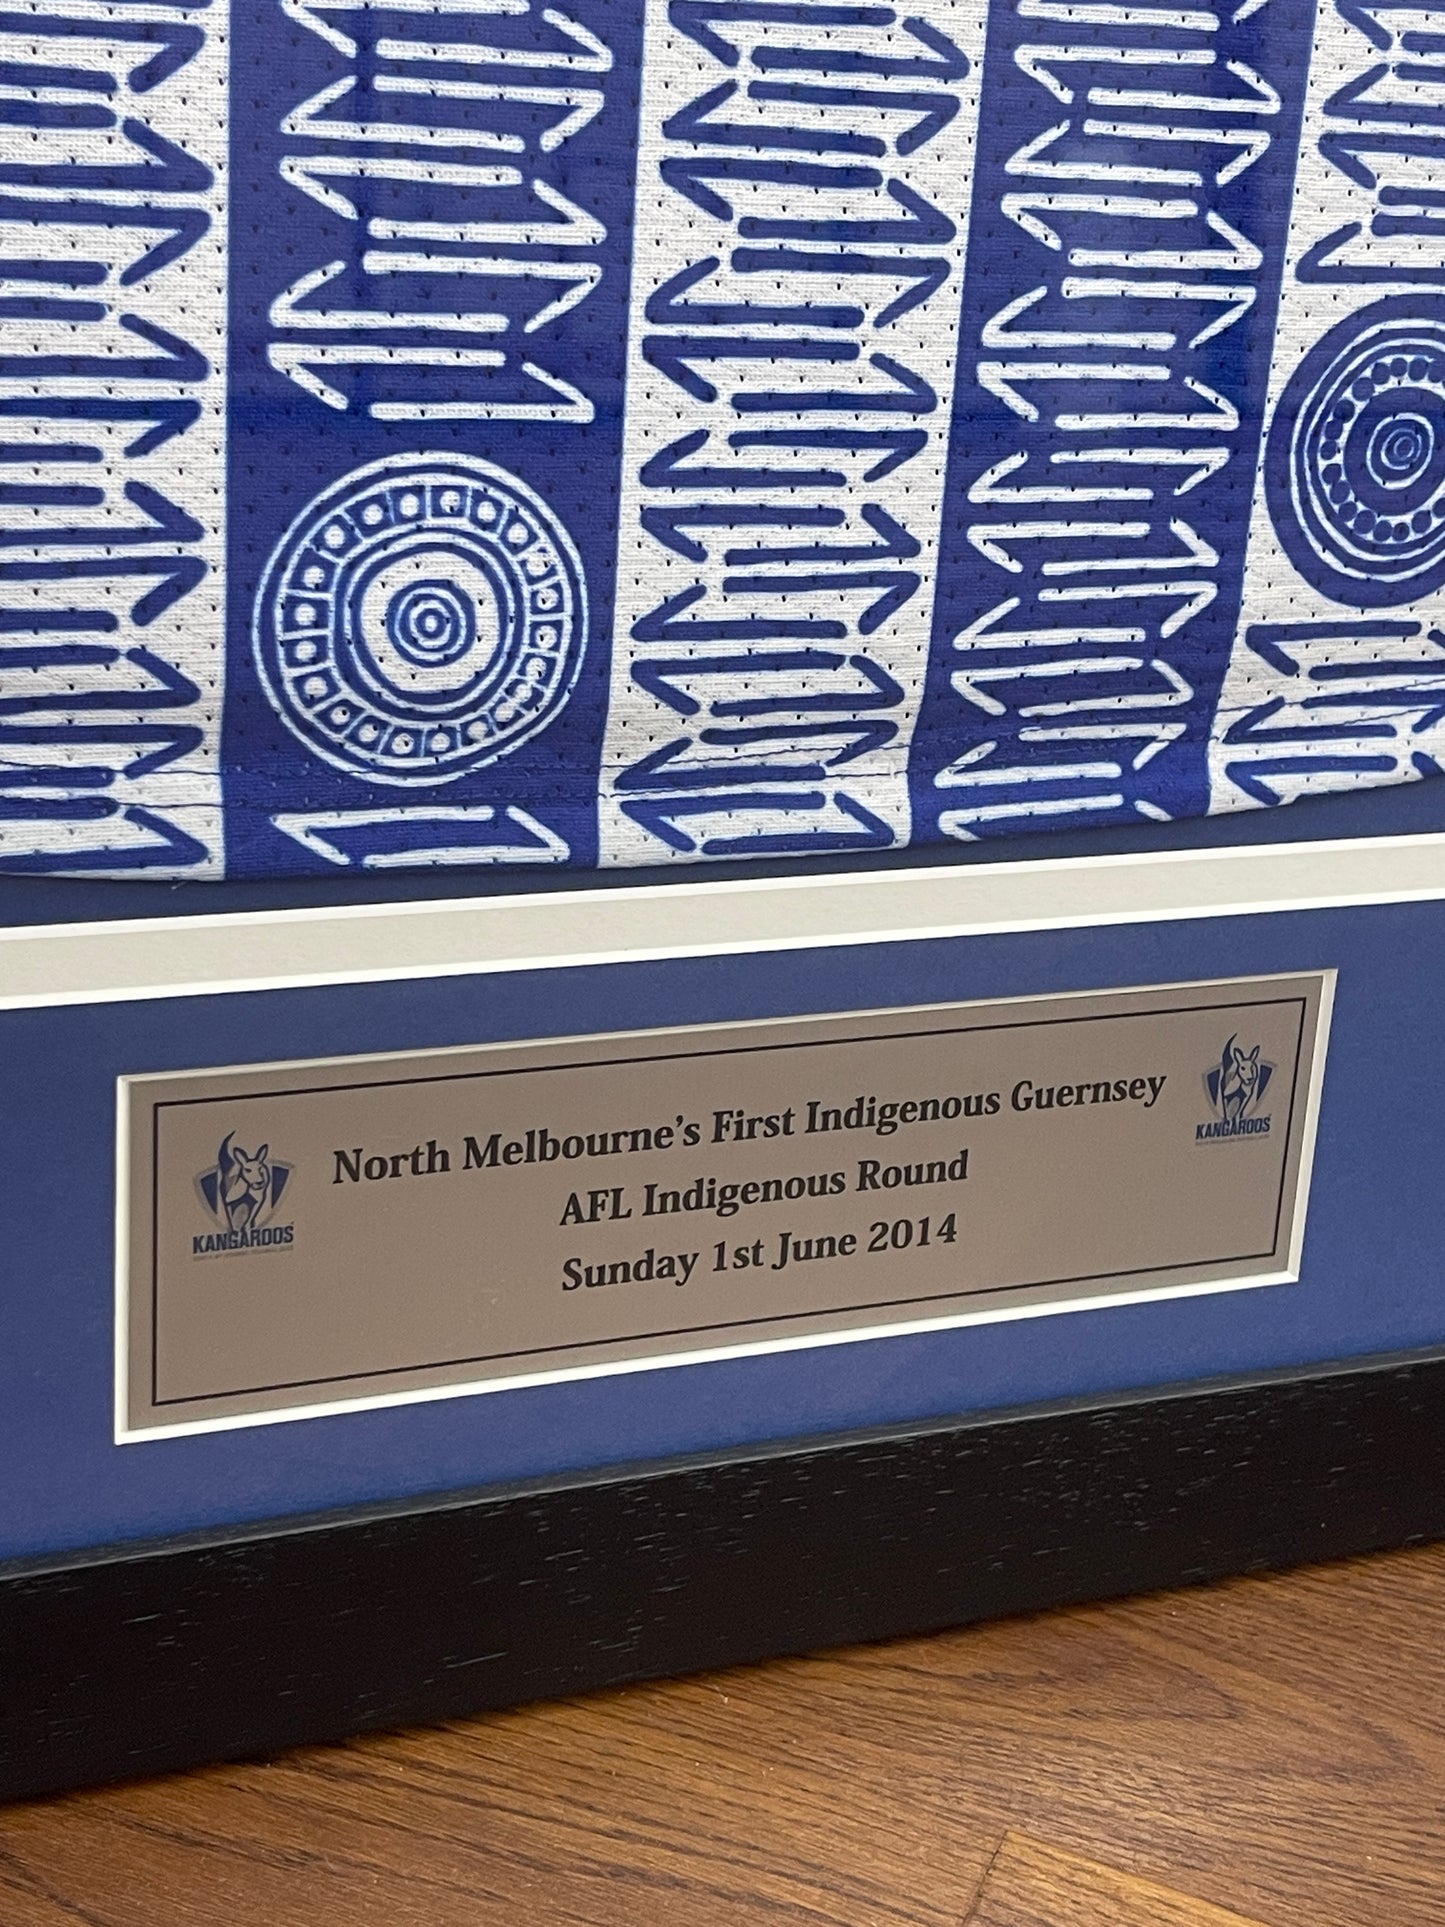 North Melbourne's First Indigenous Guernsey
AFL Indigenous Round
Sunday 1st June 2014
KANGAROOS
KANGAROOS